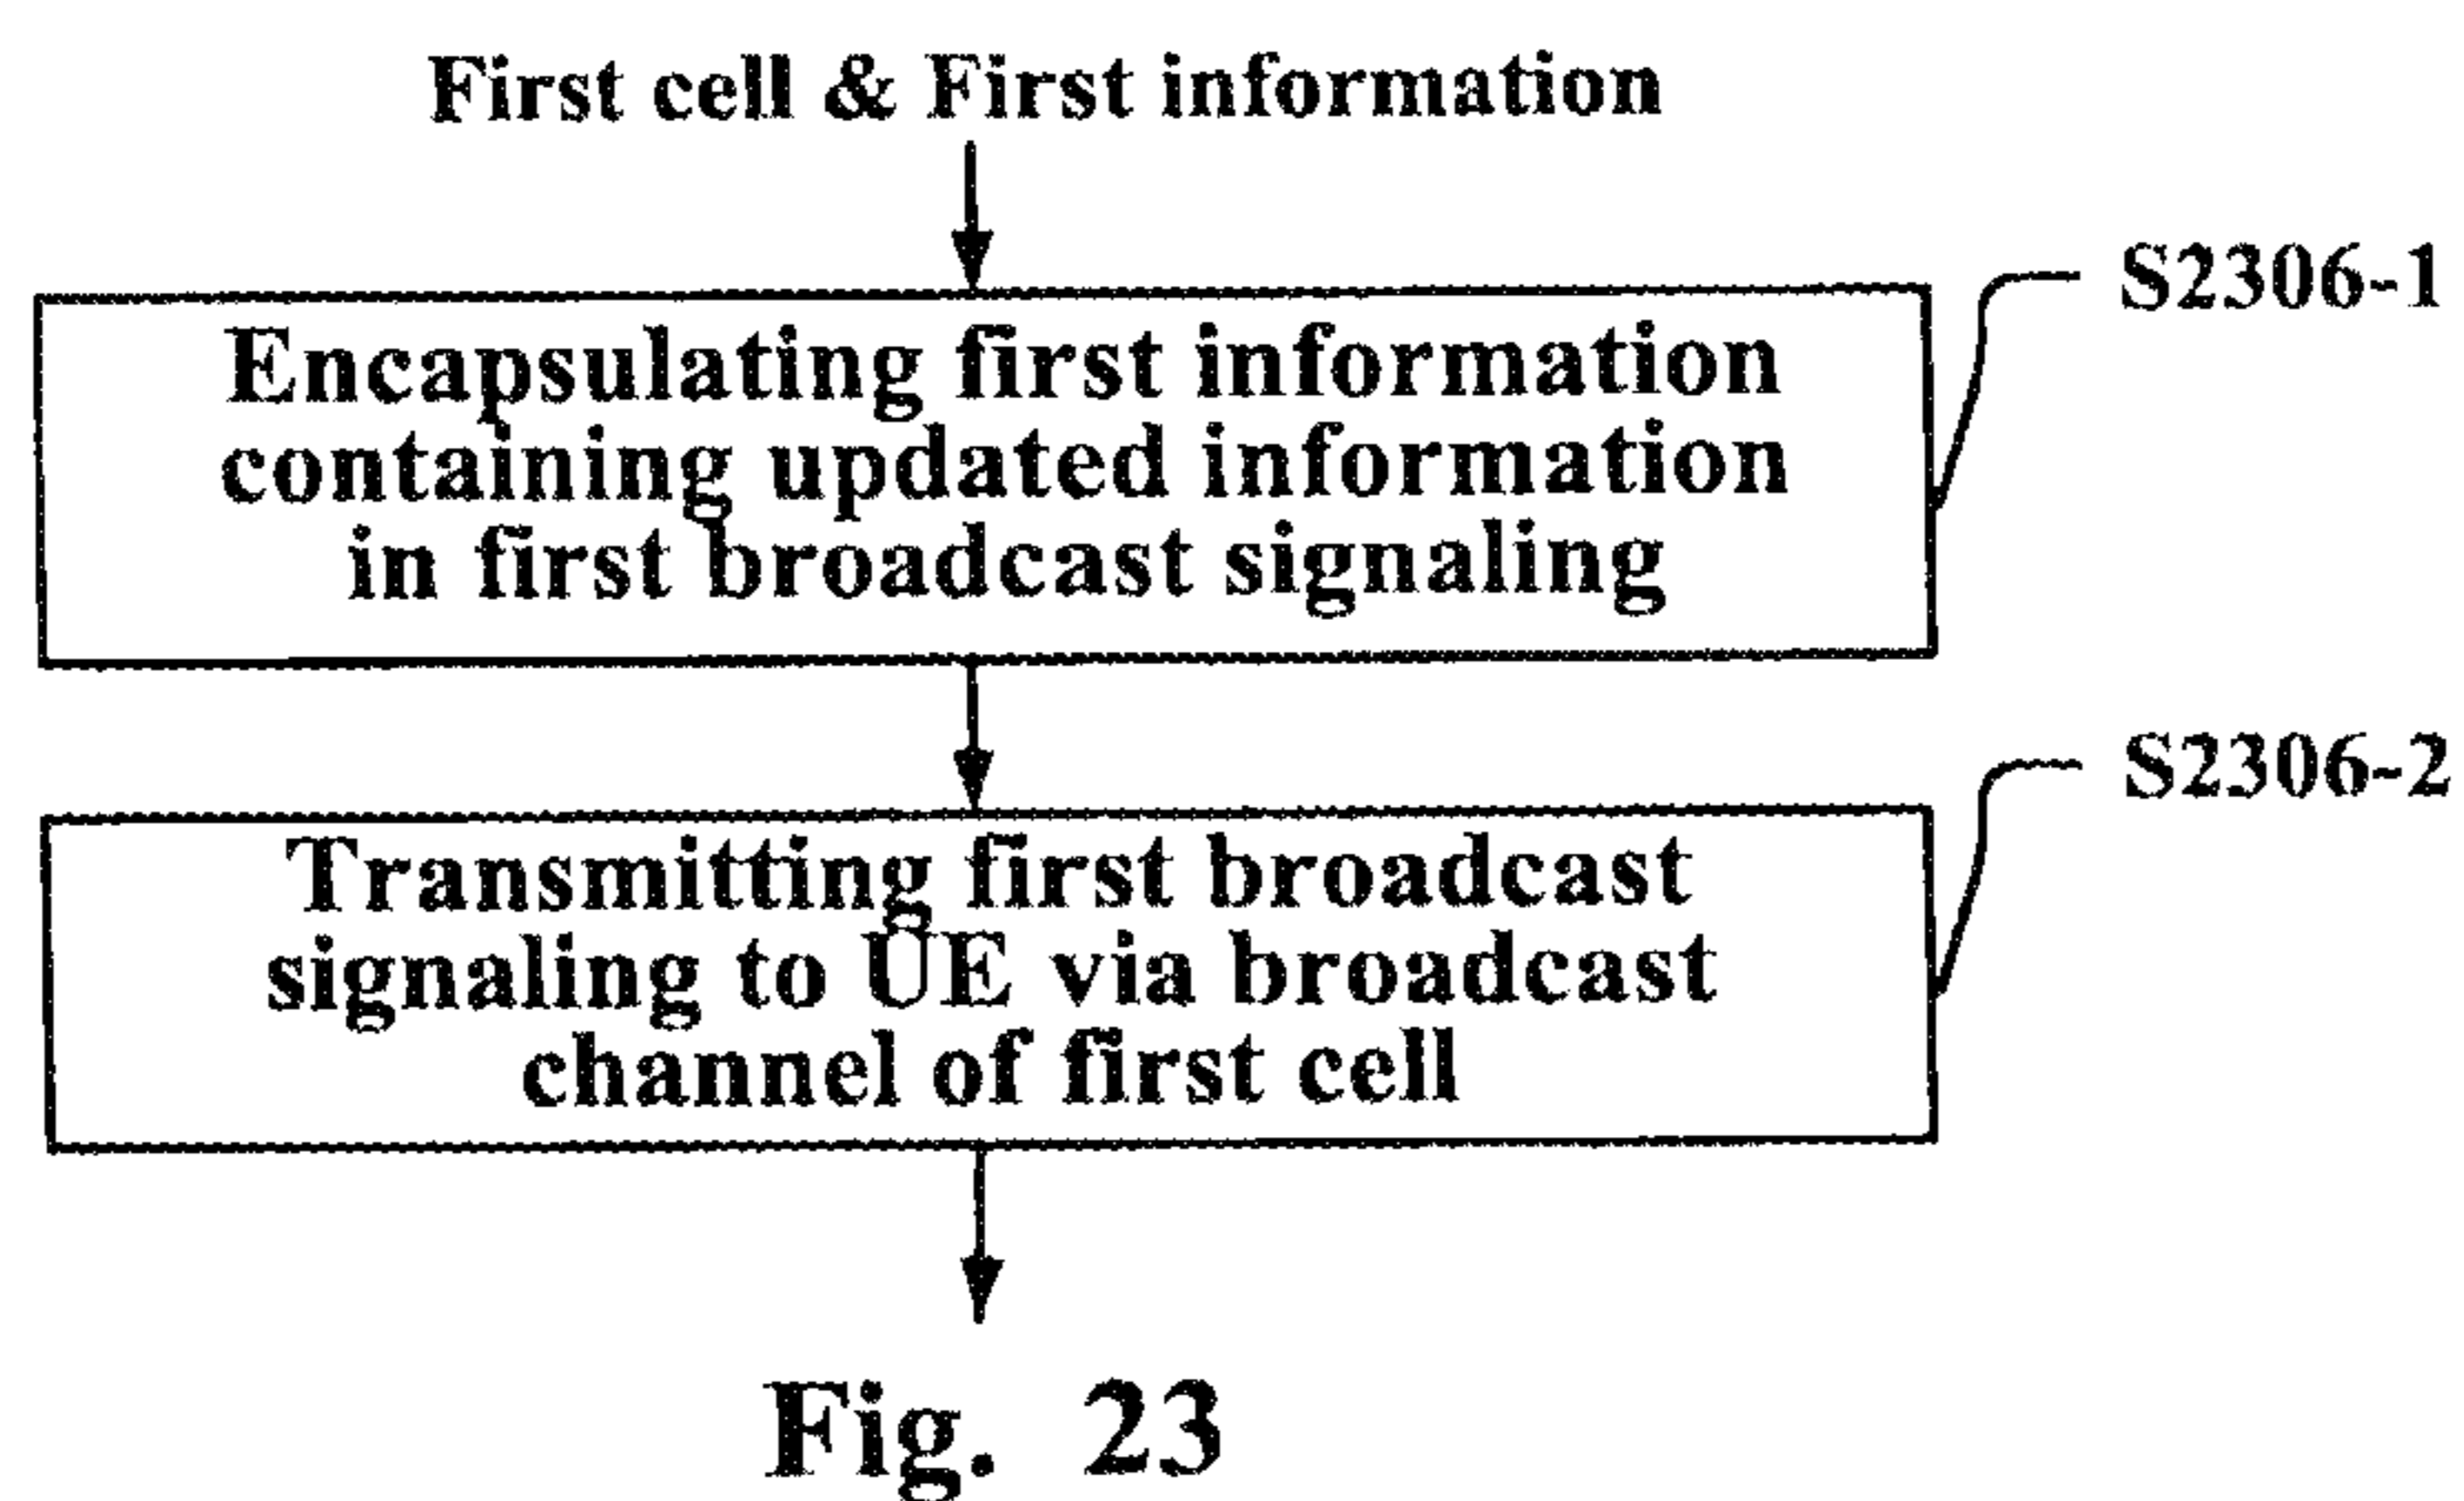 First cell & First information
S2306-1
Encapsulating first information
containing updated information
in first broadcast signaling
S2306-2
Transmitting first broadcast
signaling to UE via broadcast
channel of first cell
Fig. 23